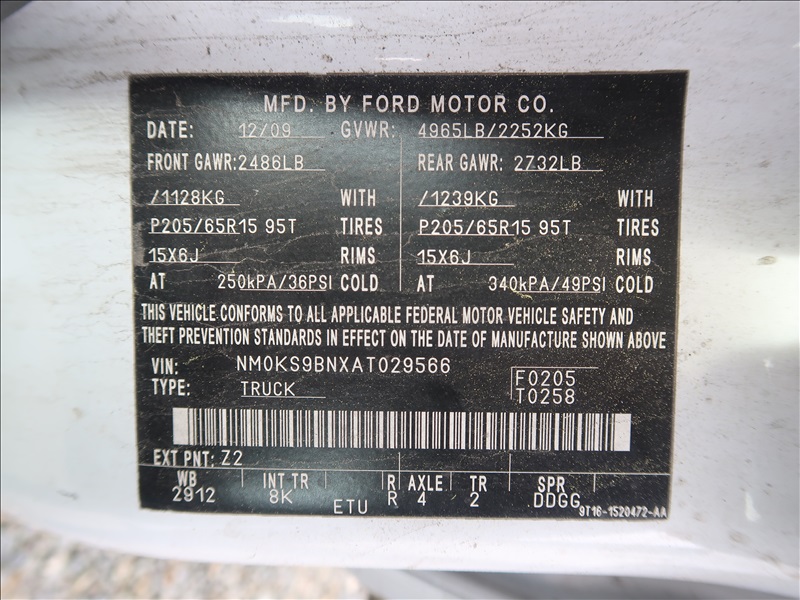 MFD. BY FORD MOTOR CO.
DATE: 12/09 GVWR: 4965LB/2252KG
FRONT GAWR:2486LB REAR GAWR: 2732LB
/1128KG WITH /1239KG WITH
P205/65R15 95T TIRES P205/65R15 95T TIRES
15X6J RIMS 15X6J RIMS
AT 250kPA/36PSI COLD AT 340kPA/49PSI COLD
THIS VEHICLE CONFORMS TO ALL APPLICABLE FEDERAL MOTOR VEHICLE SAFETY AND
THEFT PREVENTION STANDARDS IN EFFECT ON THE DATE OF MANUFACTURE SHOWN ABOVE.
VIN: NM0KS9BNXAT029566 F0205
TYPE: TRUCK T0258
EXT PNT: Z2
WB INT TR R AXLE TR SPR
2912 8K R 4 2 DDGG
ETU 9T16-1520472-AA